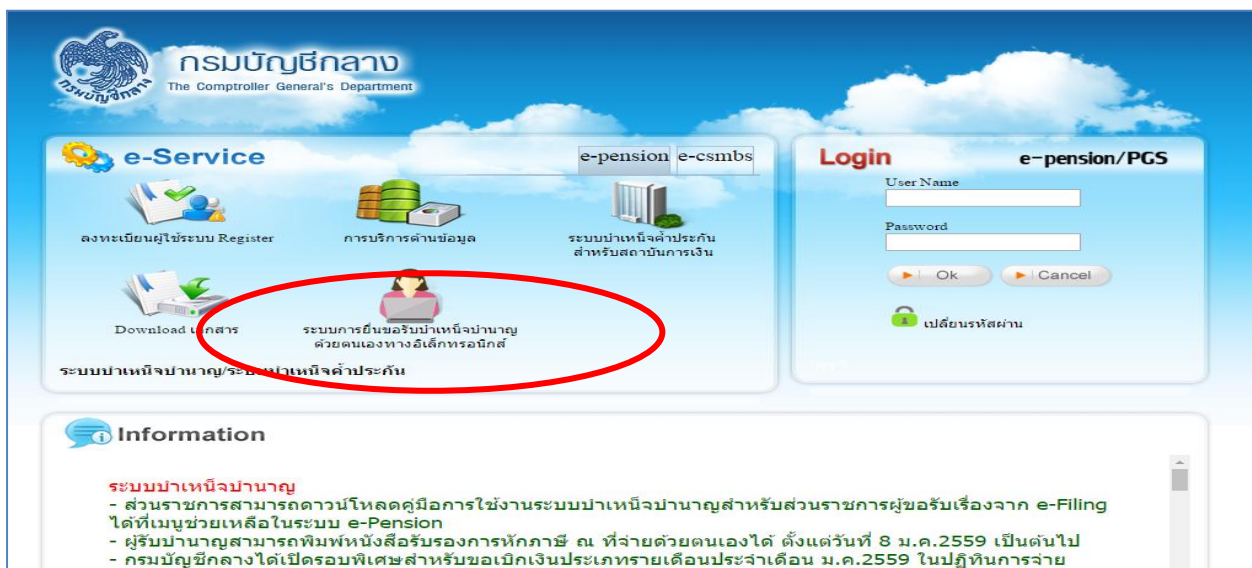 กรมบัญชีกลาง
The Comptroller General's Department
กรมบัญชีกลาง
e-Service
e-pension e-csmbs
ลงทะเบียนผู้ใช้ระบบ Register
การบริการด้านข้อมูล
ระบบบำเหน็จค้ำประกัน
สำหรับสถาบันการเงิน
Download เอกสาร
ระบบการยื่นขอรับบำเหน็จบำนาญ
ด้วยตนเองทางอิเล็กทรอนิกส์
ระบบบำเหน็จบำนาญ/ระบบบำเหน็จค้ำประกัน
Login e-pension/PGS
User Name
Password
Ok Cancel
เปลี่ยนรหัสผ่าน
Information
ระบบบำเหน็จบำนาญ
- ส่วนราชการสามารถดาวน์โหลดคู่มือการใช้งานระบบบำเหน็จบำนาญสำหรับส่วนราชการผู้ขอรับเรื่องจาก e-Filing
ได้ที่เมนูช่วยเหลือในระบบ e-Pension
- ผู้รับบำนาญสามารถพิมพ์หนังสือรับรองการหักภาษี ณ ที่จ่ายด้วยตนเองได้ ตั้งแต่วันที่ 8 ม.ค.2559 เป็นต้นไป
- กรมบัญชีกลางได้เปิดรอบพิเศษสำหรับขอเบิกเงินประเภทรายเดือนประจำเดือน ม.ค.2559 ในปฏิทินการจ่าย